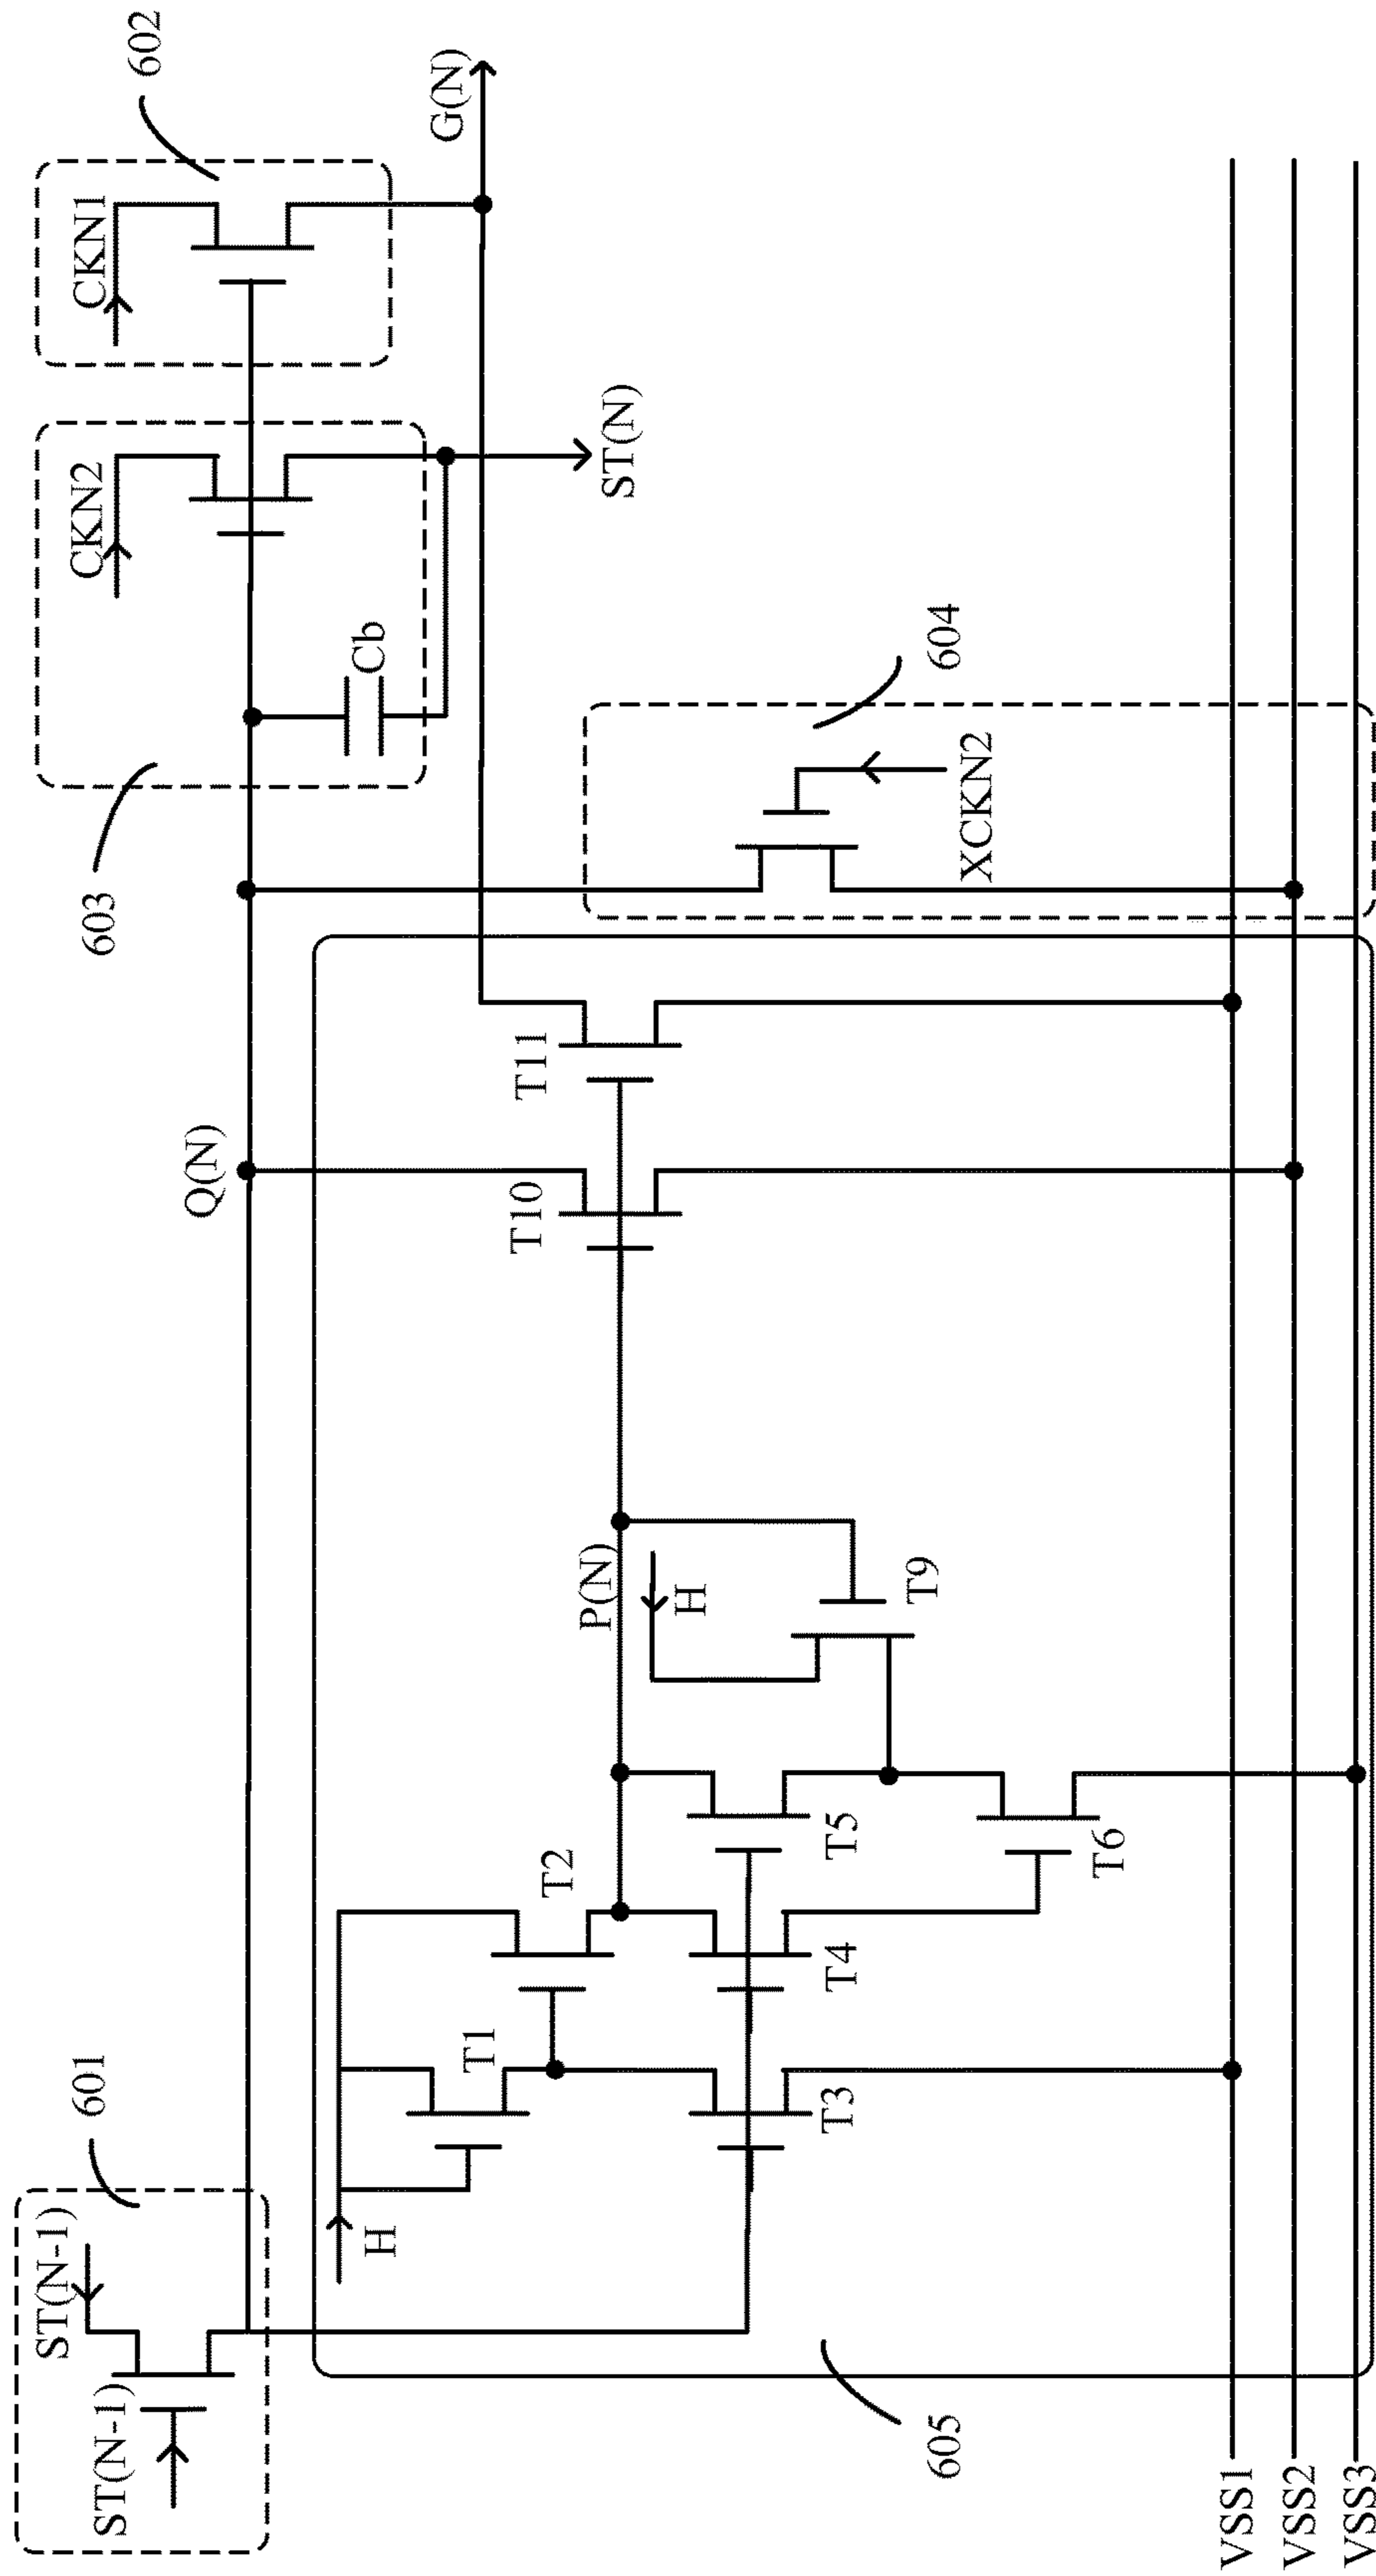 601
ST(N-1)
ST(N-1)
Q(N)
603
CKN2
Cb
CKN1
602
G(N)
ST(N)
H
T1
T2
T3
T4
T5
T6
P(N)
H
T9
T10
T11
604
XCKN2
605
VSS1
VSS2
VSS3